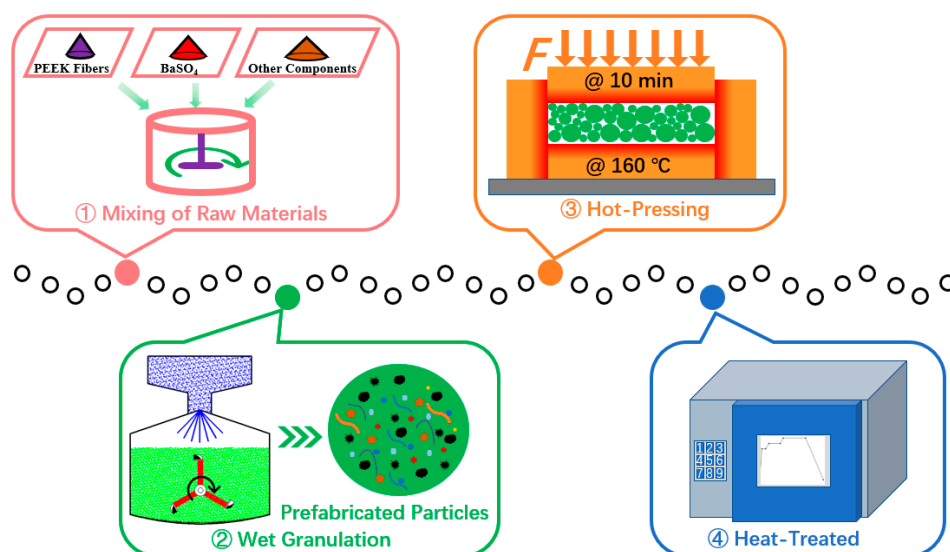 PEEK Fibers
BaSO₄
Other Components
① Mixing of Raw Materials
F
@ 10 min
@ 160 ℃
③ Hot-Pressing
Prefabricated Particles
② Wet Granulation
123
456
789
④ Heat-Treated